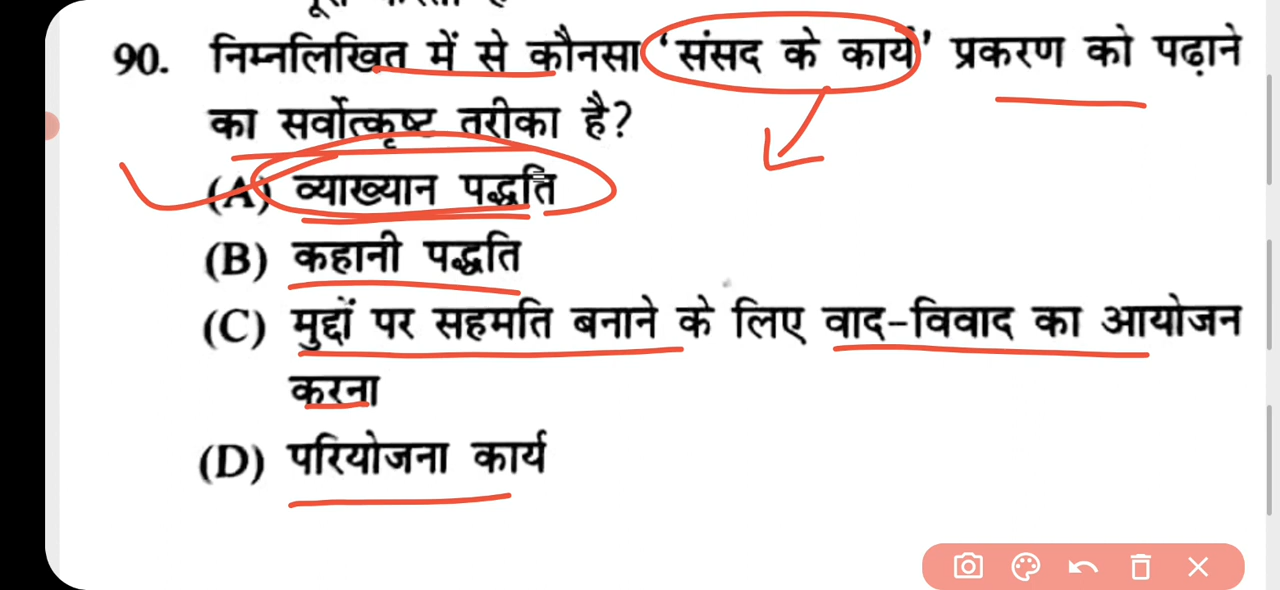 90. निम्नलिखित में से कौनसा 'संसद के कार्य' प्रकरण को पढ़ाने
का सर्वोत्कृष्ट तरीका है?
(A) व्याख्यान पद्धति
(B) कहानी पद्धति
(C) मुद्दों पर सहमति बनाने के लिए वाद-विवाद का आयोजन
करना
(D) परियोजना कार्य